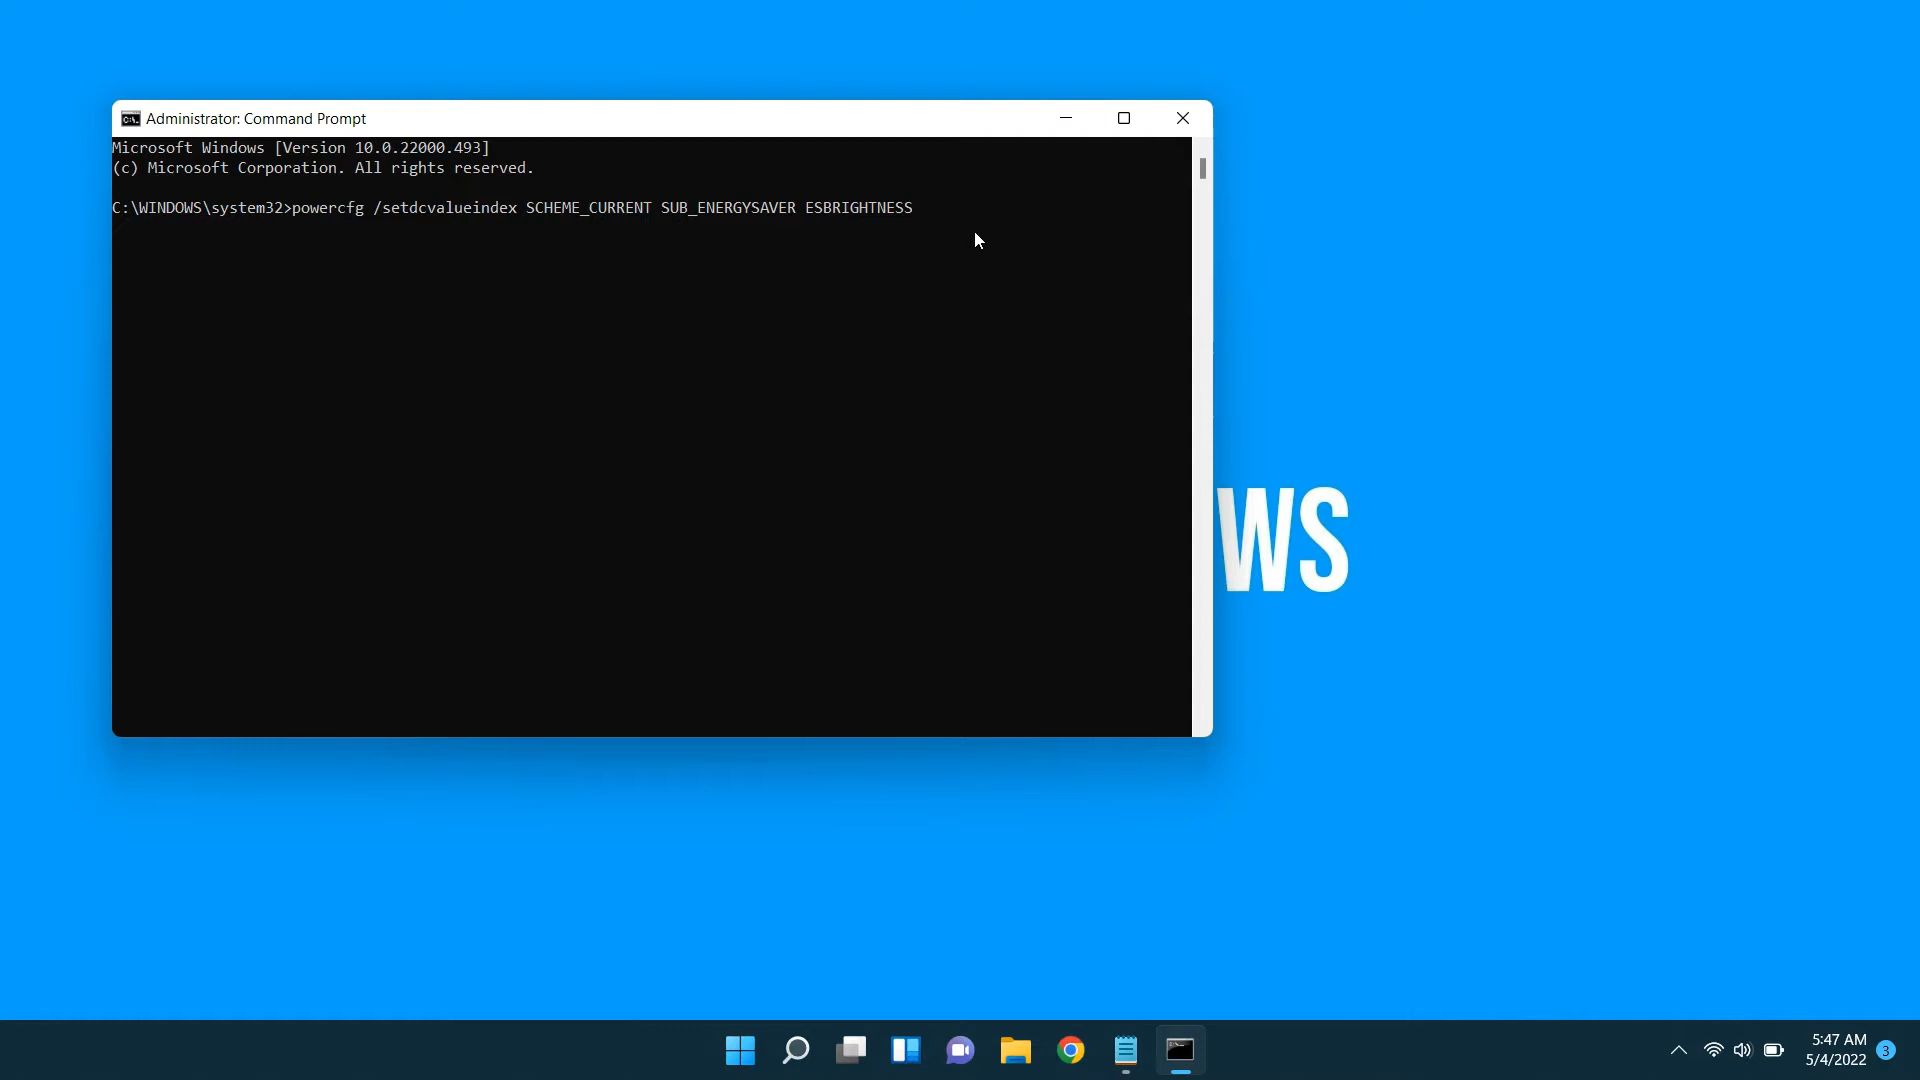 Administrator: Command Prompt
Microsoft Windows [Version 10.0.22000.493]
(c) Microsoft Corporation. All rights reserved.
C:\WINDOWS\system32>powercfg /setdcvalueindex SCHEME_CURRENT SUB_ENERGYSAVER ESBRIGHTNESS
WS
5:47 AM
5/4/2022
3